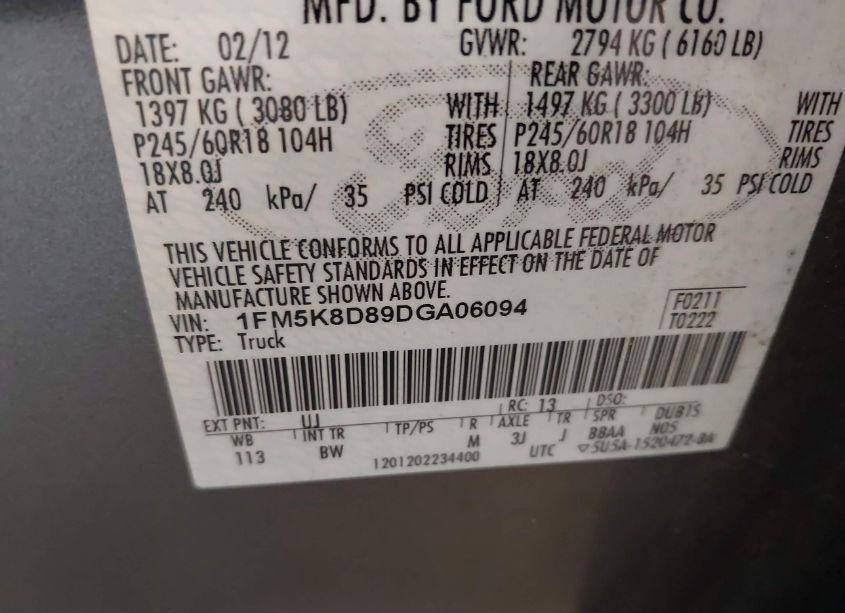 MFD. BY FORD MOTOR CO.
DATE: 02/12 GVWR: 2794 KG ( 6160 LB)
FRONT GAWR: REAR GAWR:
1397 KG ( 3080 LB) WITH 1497 KG ( 3300 LB) WITH
P245/60R18 104H TIRES P245/60R18 104H TIRES
18X8.0J RIMS 18X8.0J RIMS
AT 240 kPa/ 35 PSI COLD AT 240 kPa/ 35 PSI COLD
THIS VEHICLE CONFORMS TO ALL APPLICABLE FEDERAL MOTOR
VEHICLE SAFETY STANDARDS IN EFFECT ON THE DATE OF
MANUFACTURE SHOWN ABOVE.
VIN: 1FM5K8D89DGA06094 F0211
TYPE: Truck T0222
EXT PNT: UJ RC: 13 DSO:
WB INT TR TP/PS R AXLE TR SPR DUB15
113 BW M 3J J BBAA N05
1201202234400 UTC ▽5U5A-1520472-BA